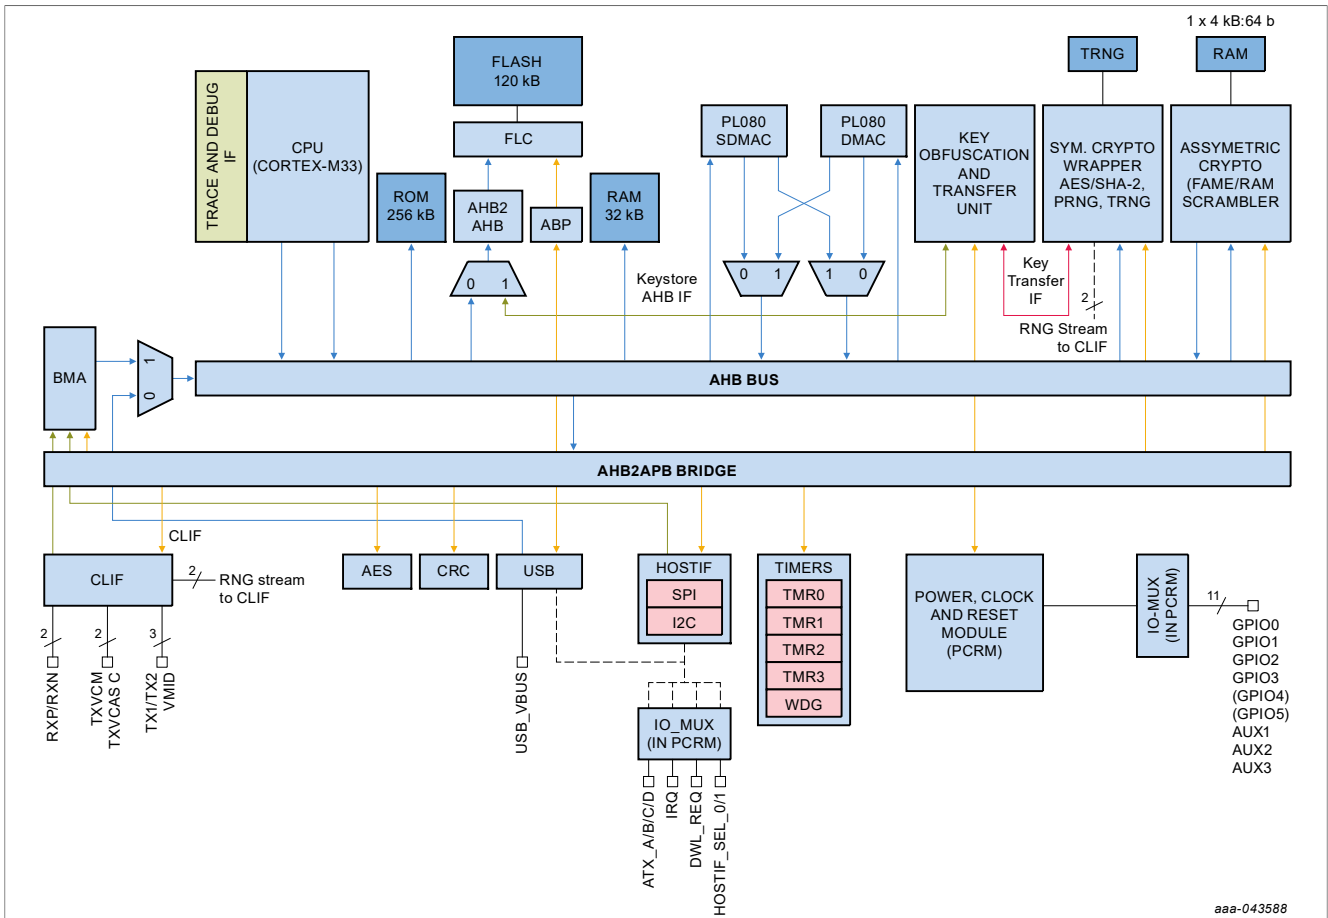 1 x 4 kB:64 b
FLASH
120 kB
TRNG
RAM
TRACE AND DEBUG
IF
CPU
(CORTEX-M33)
FLC
PL080
SDMAC
PL080
DMAC
KEY
OBFUSCATION
AND
TRANSFER
UNIT
SYM. CRYPTO
WRAPPER
AES/SHA-2,
PRNG, TRNG
ASSYMETRIC
CRYPTO
(FAME/RAM
SCRAMBLER
ROM
256 kB
AHB2
AHB
ABP
RAM
32 kB
0 1
Keystore
AHB IF
0 1
1 0
Key
Transfer
IF
2
RNG Stream
to CLIF
BMA
1
0
AHB BUS
AHB2APB BRIDGE
CLIF
CLIF
2
RNG stream
to CLIF
AES
CRC
USB
HOSTIF
SPI
I2C
TIMERS
TMR0
TMR1
TMR2
TMR3
WDG
POWER, CLOCK
AND RESET
MODULE
(PCRM)
IO-MUX
(IN PCRM)
11
GPIO0
GPIO1
GPIO2
GPIO3
(GPIO4)
(GPIO5)
AUX1
AUX2
AUX3
2
2
3
RXP/RXN
TXVCM
TXVCAS C
TX1/TX2
VMID
USB_VBUS
IO_MUX
(IN PCRM)
ATX_A/B/C/D
IRQ
DWL_REQ
HOSTIF_SEL_0/1
aaa-043588